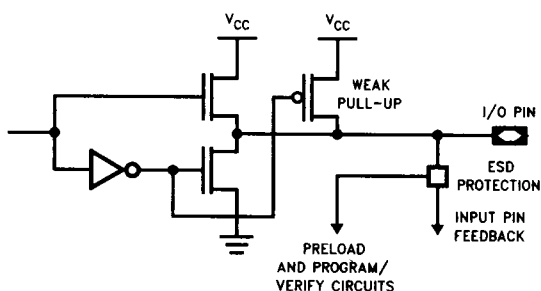 VCC
VCC
WEAK
PULL-UP
I/O PIN
ESD
PROTECTION
INPUT PIN
FEEDBACK
PRELOAD
AND PROGRAM/
VERIFY CIRCUITS